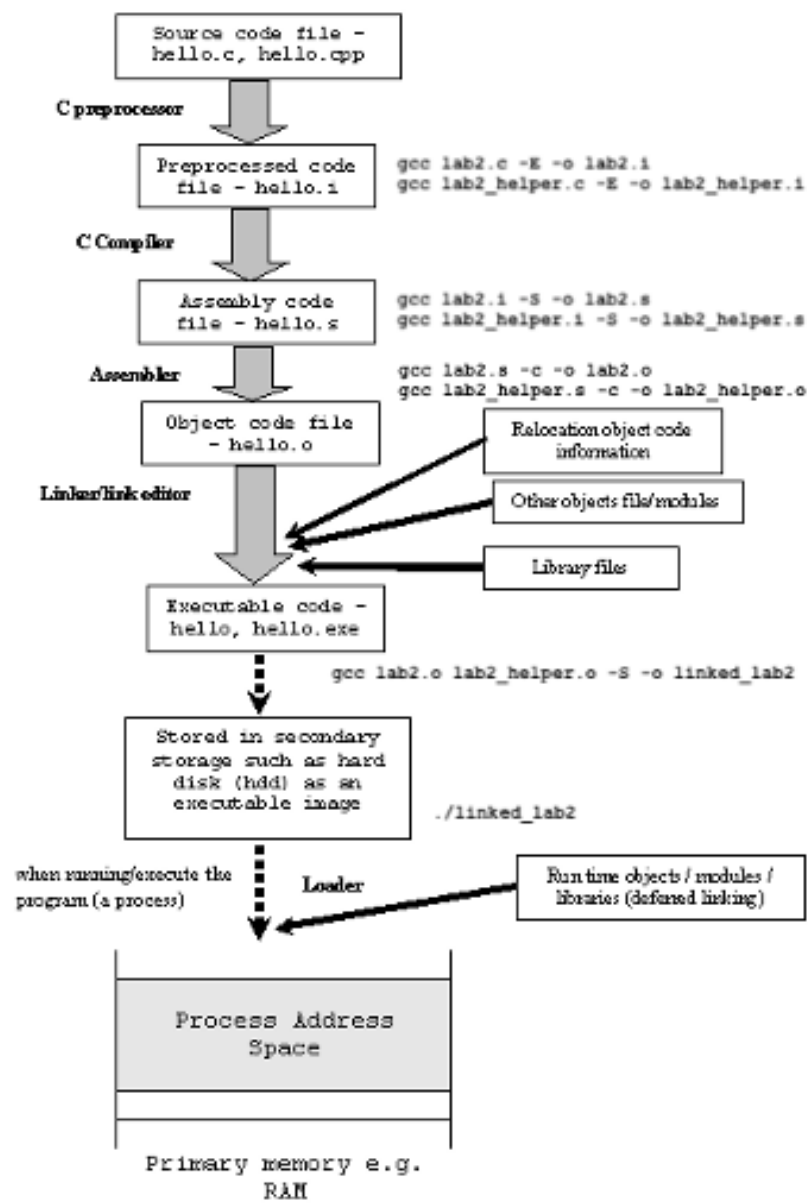 Source code file -
hello.c, hello.cpp
C preprocessor
Preprocessed code
file - hello.i
gcc lab2.c -E -o lab2.i
gcc lab2_helper.c -E -o lab2_helper.i
C Compiler
Assembly code
file - hello.s
gcc lab2.i -S -o lab2.s
gcc lab2_helper.i -S -o lab2_helper.s
Assembler
gcc lab2.s -c -o lab2.o
gcc lab2_helper.s -c -o lab2_helper.o
Object code file
- hello.o
Relocation object code
information
Linker/link editor
Other objects file/modules
Library files
Executable code -
hello, hello.exe
gcc lab2.o lab2_helper.o -S -o linked_lab2
Stored in secondary
storage such as hard
disk (hdd) as an
executable image
./linked_lab2
when running/execute the
program (a process)
Loader
Run time objects / modules /
libraries (deferred linking)
Process Address
Space
Primary memory e.g.
RAM